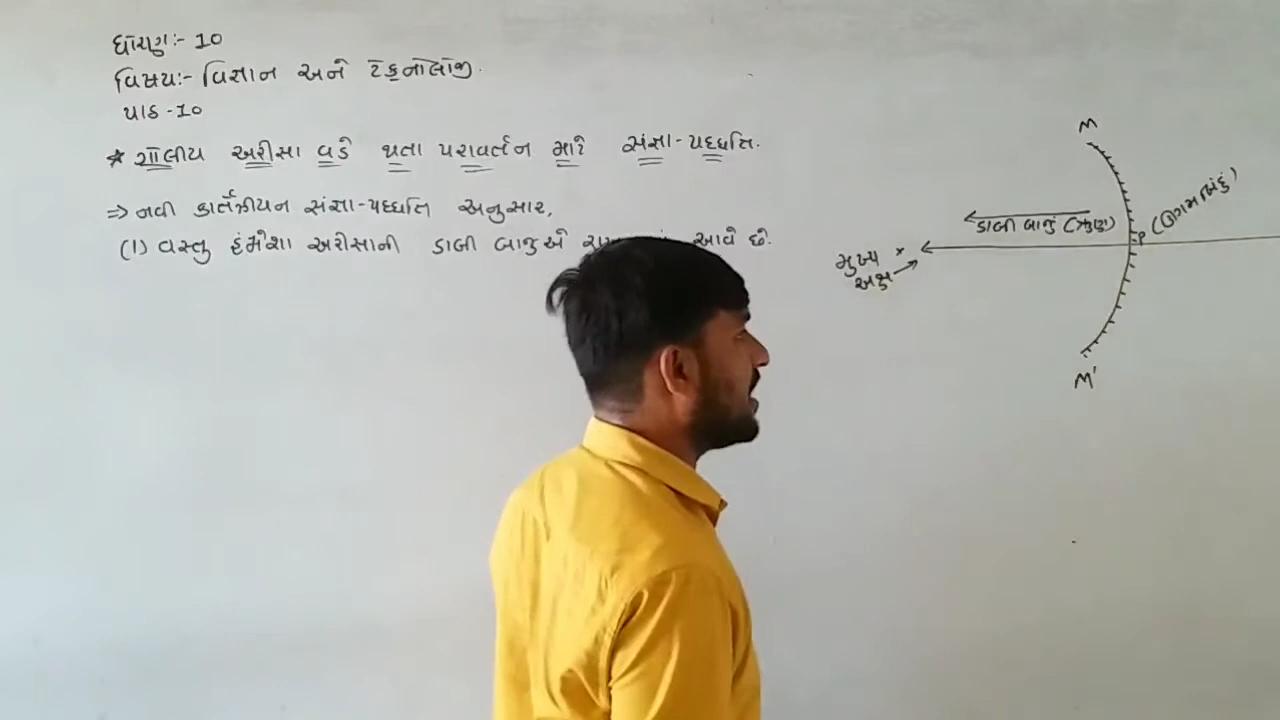 ધોરણ:- 10
વિષય:- વિજ્ઞાન અને ટેકનોલોજી.
પાઠ -10
* ગોલીય અરીસા વડે થતા પરાવર્તન માટે સંજ્ઞા-પદ્ધતિ.
⇒ નવી કાર્તેઝીયન સંજ્ઞા-પદ્ધતિ અનુસાર,
(1) વસ્તુ હંમેશા અરીસાની ડાબી બાજુએ આવે છે.
M
P (ઉગમબિંદુ)
ડાબી બાજુ (ઋણ)
મુખ્ય અક્ષ
X
M'